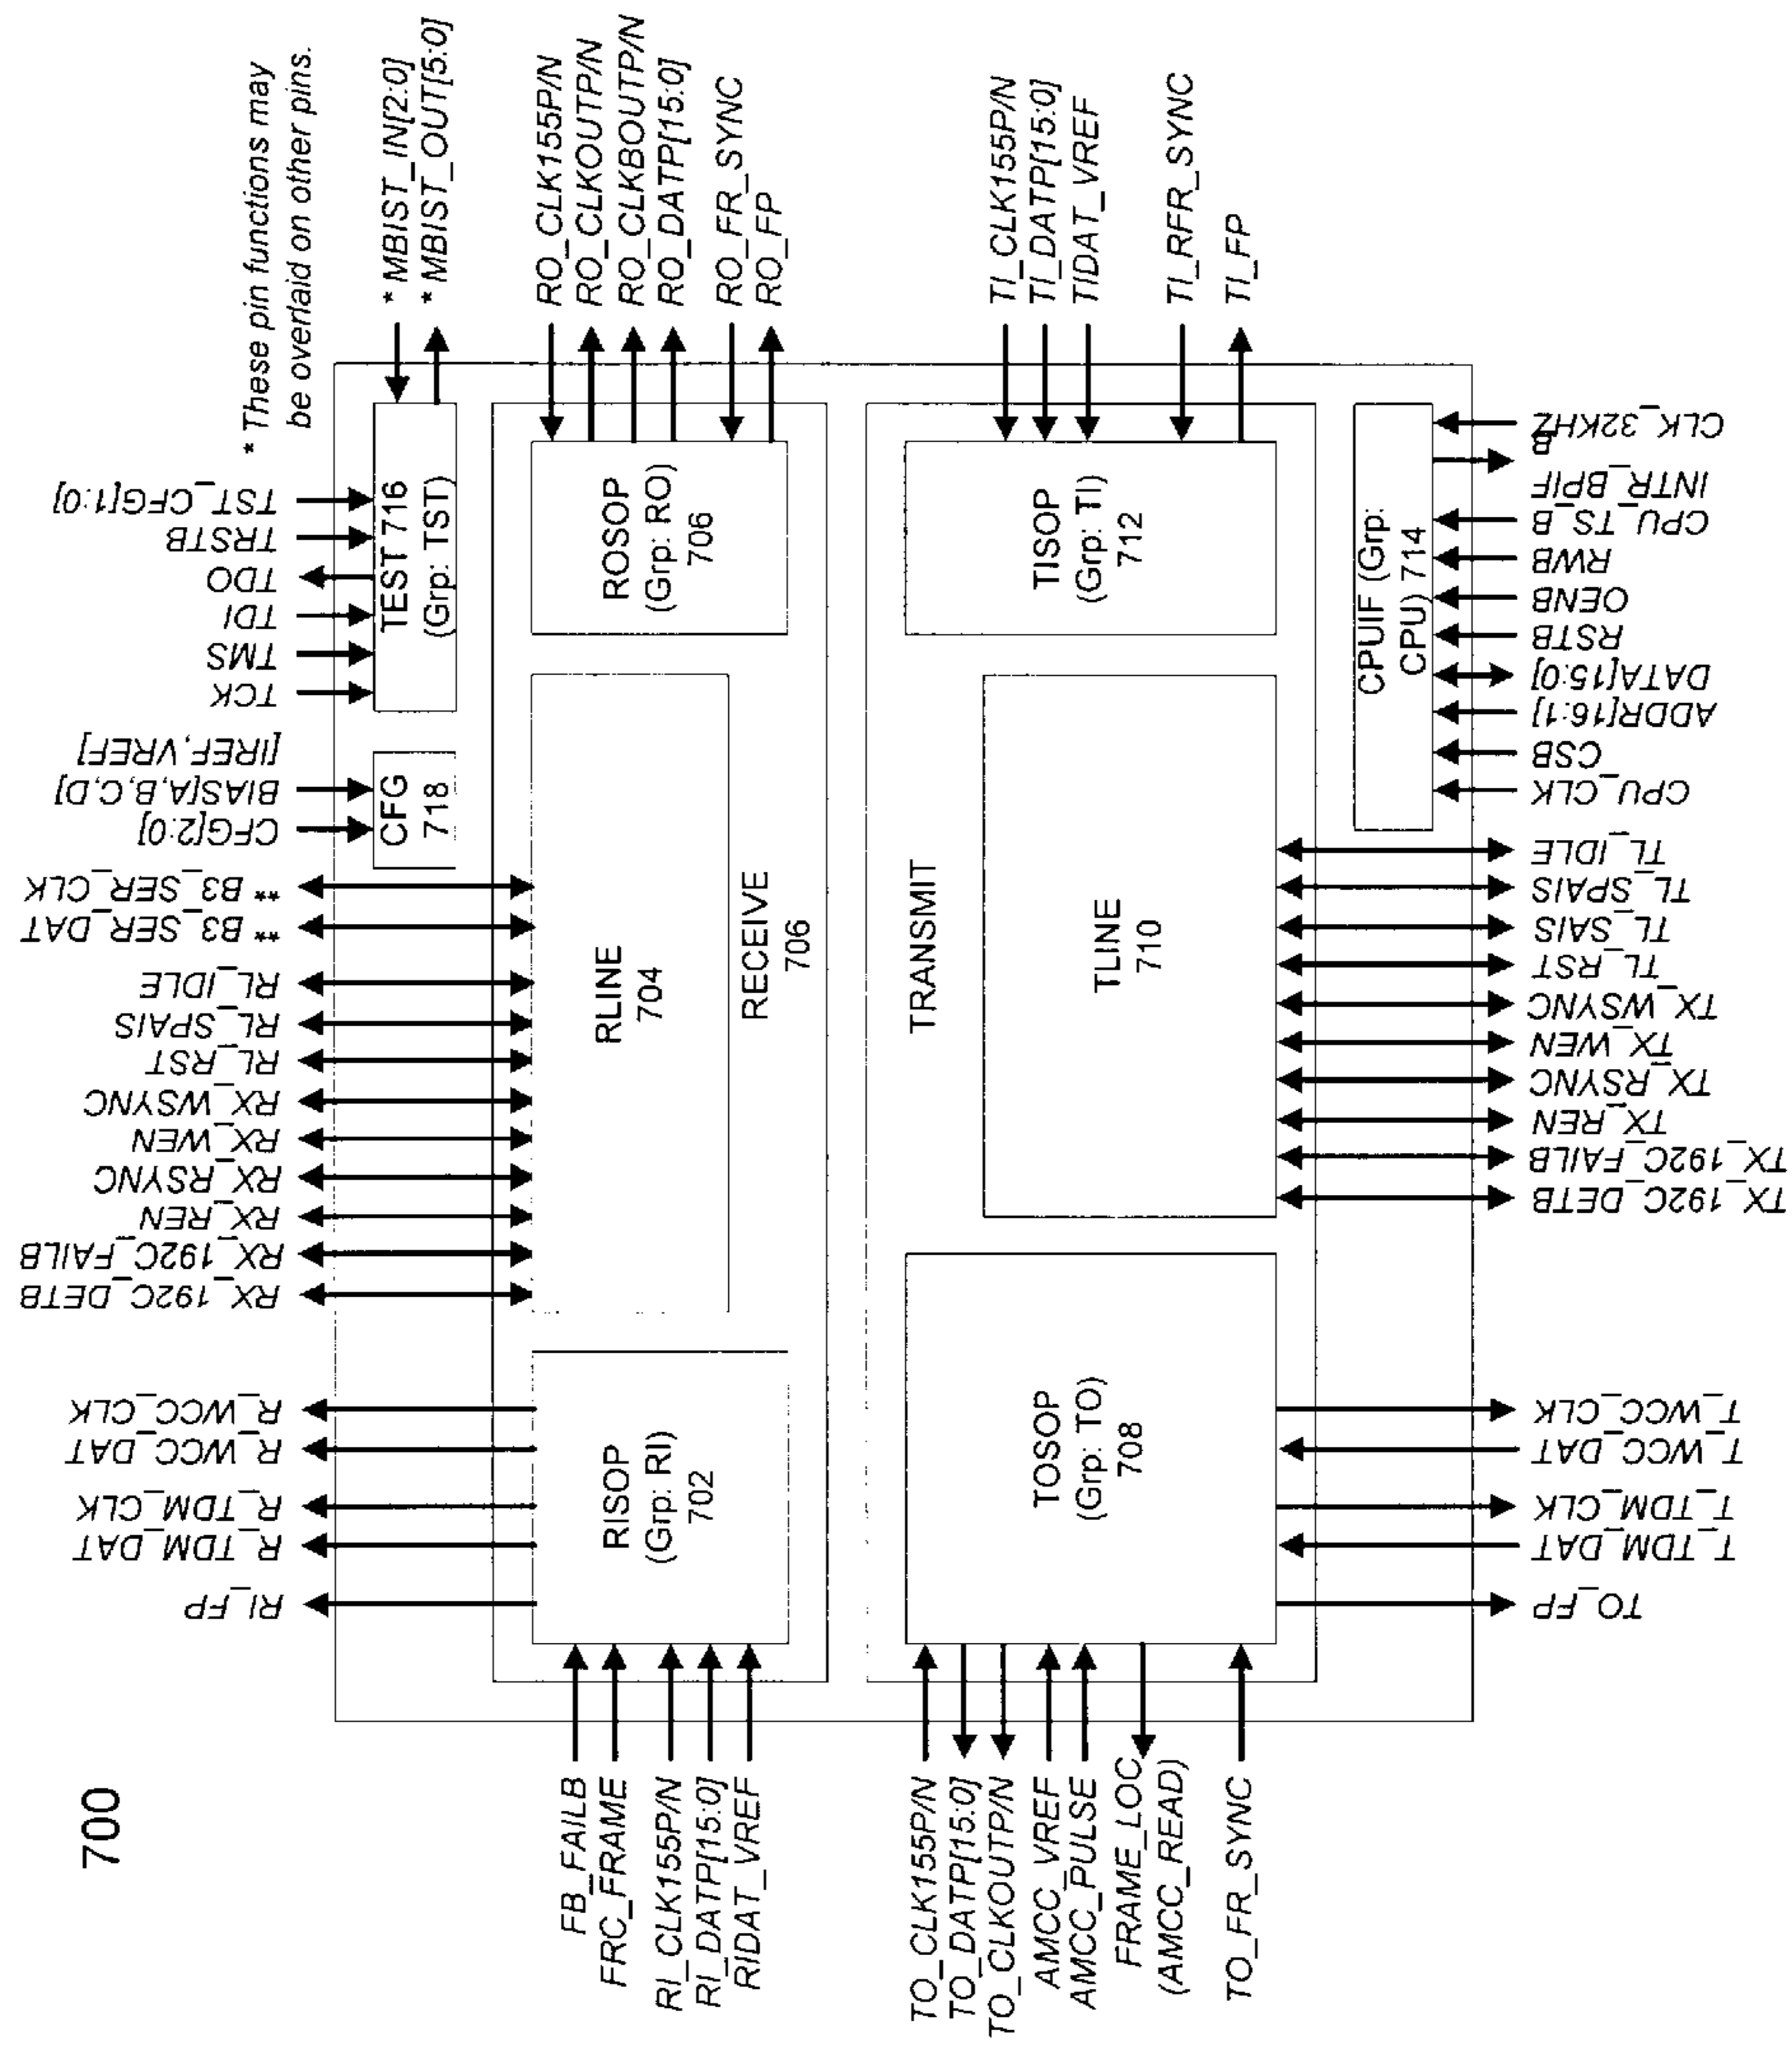 700
* These pin functions may
be overlaid on other pins.
* MBIST_IN[2:0]
* MBIST_OUT[5:0]
RO_CLK155P/N
RO_CLKOUTP/N
RO_CLKBOUTP/N
RO_DATP[15:0]
RO_FR_SYNC
RO_FP
TI_CLK155P/N
TI_DATP[15:0]
TIDAT_VREF
TI_RFR_SYNC
TI_FP
TST_CFG[1:0]
TRSTB
TDO
TDI
TMS
TCK
[IREF,VREF]
BIAS[A,B,C,D]
CFG[2:0]
** B3_SER_CLK
** B3_SER_DAT
RL_IDLE
RL_SPAIS
RL_RST
RX_WSYNC
RX_WEN
RX_RSYNC
RX_REN
RX_192C_FAILB
RX_192C_DETB
R_WCC_CLK
R_WCC_DAT
R_TDM_CLK
R_TDM_DAT
RI_FP
TEST 716
(Grp: TST)
CFG
718
ROSOP
(Grp: RO)
706
RLINE
704
RECEIVE
706
RISOP
(Grp: RI)
702
TRANSMIT
TISOP
(Grp: TI)
712
TLINE
710
TOSOP
(Grp: TO)
708
CPUIF (Grp:
CPU) 714
FB_FAILB
FRC_FRAME
RI_CLK155P/N
RI_DATP[15:0]
RIDAT_VREF
TO_CLK155P/N
TO_DATP[15:0]
TO_CLKOUTP/N
AMCC_VREF
AMCC_PULSE
FRAME_LOC
(AMCC_READ)
TO_FR_SYNC
CLK_32KHZ
B
INTR_BPIF
CPU_TS_B
RWB
OENB
RSTB
DATA[15:0]
ADDR[16:1]
CSB
CPU_CLK
TL_IDLE
TL_SPAIS
TL_SAIS
TL_RST
TX_WSYNC
TX_WEN
TX_RSYNC
TX_REN
TX_192C_FAILB
TX_192C_DETB
T_WCC_CLK
T_WCC_DAT
T_TDM_CLK
T_TDM_DAT
TO_FP